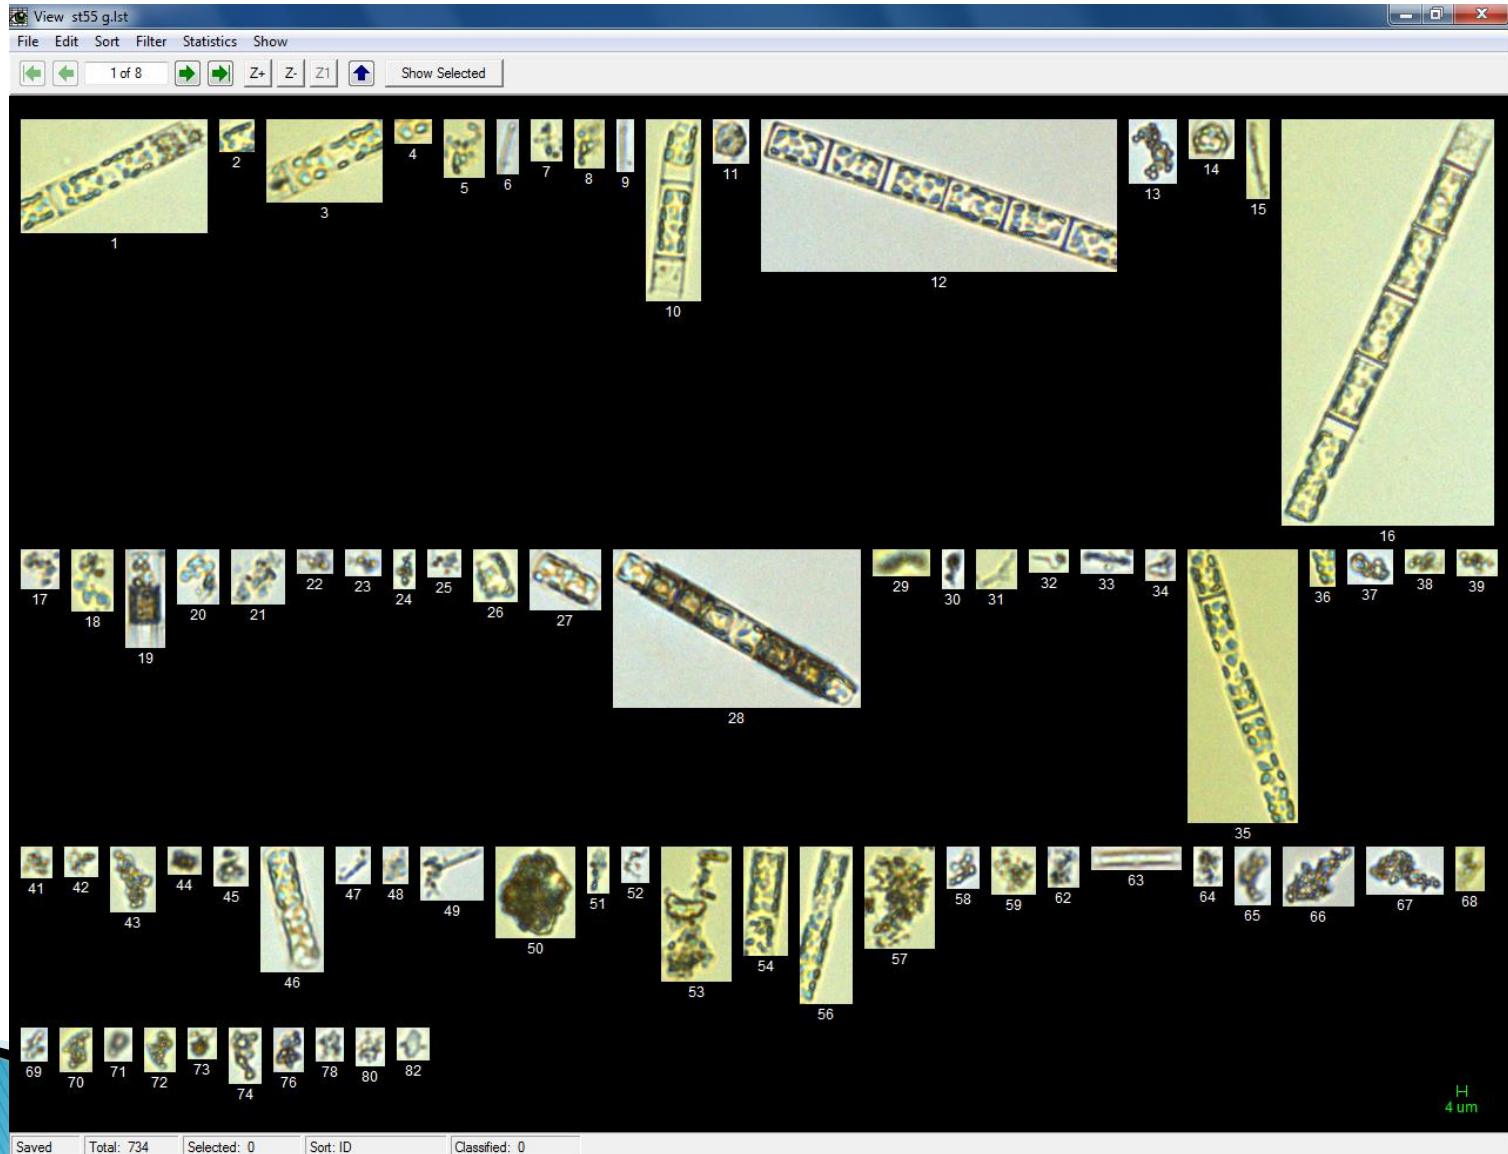 View st55 g.lst
File Edit Sort Filter Statistics Show
1 of 8 Z+ Z- Z1 Show Selected
1 2 3 4 5 6 7 8 9 10 11 12 13 14 15 16
17 18 19 20 21 22 23 24 25 26 27 28 29 30 31 32 33 34 35 36 37 38 39
41 42 43 44 45 46 47 48 49 50 51 52 53 54 56 57 58 59 62 63 64 65 66 67 68
69 70 71 72 73 74 76 78 80 82
4 um
Saved Total: 734 Selected: 0 Sort: ID Classified: 0